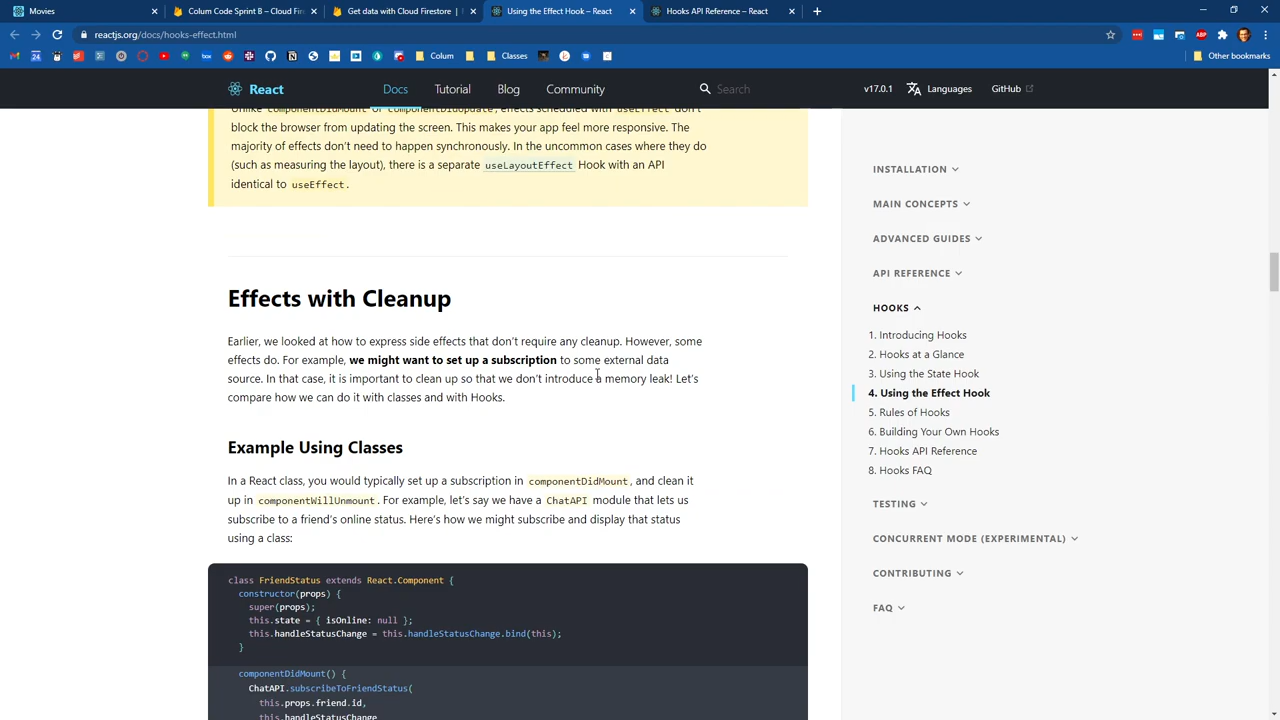 Movies
Colum Code Sprint B – Cloud Fir
Get data with Cloud Firestore |
Using the Effect Hook – React
Hooks API Reference – React
reactjs.org/docs/hooks-effect.html
Colum
Classes
Other bookmarks
React
Docs
Tutorial
Blog
Community
Search
v17.0.1
Languages
GitHub
Unlike componentDidMount or componentDidUpdate, effects scheduled with useEffect don’t
block the browser from updating the screen. This makes your app feel more responsive. The
majority of effects don’t need to happen synchronously. In the uncommon cases where they do
(such as measuring the layout), there is a separate useLayoutEffect Hook with an API
identical to useEffect.
Effects with Cleanup
Earlier, we looked at how to express side effects that don’t require any cleanup. However, some
effects do. For example, we might want to set up a subscription to some external data
source. In that case, it is important to clean up so that we don’t introduce a memory leak! Let’s
compare how we can do it with classes and with Hooks.
Example Using Classes
In a React class, you would typically set up a subscription in componentDidMount, and clean it
up in componentWillUnmount. For example, let’s say we have a ChatAPI module that lets us
subscribe to a friend’s online status. Here’s how we might subscribe and display that status
using a class:
class FriendStatus extends React.Component {
constructor(props) {
super(props);
this.state = { isOnline: null };
this.handleStatusChange = this.handleStatusChange.bind(this);
}
componentDidMount() {
ChatAPI.subscribeToFriendStatus(
this.props.friend.id,
this.handleStatusChange
INSTALLATION
MAIN CONCEPTS
ADVANCED GUIDES
API REFERENCE
HOOKS
1. Introducing Hooks
2. Hooks at a Glance
3. Using the State Hook
4. Using the Effect Hook
5. Rules of Hooks
6. Building Your Own Hooks
7. Hooks API Reference
8. Hooks FAQ
TESTING
CONCURRENT MODE (EXPERIMENTAL)
CONTRIBUTING
FAQ